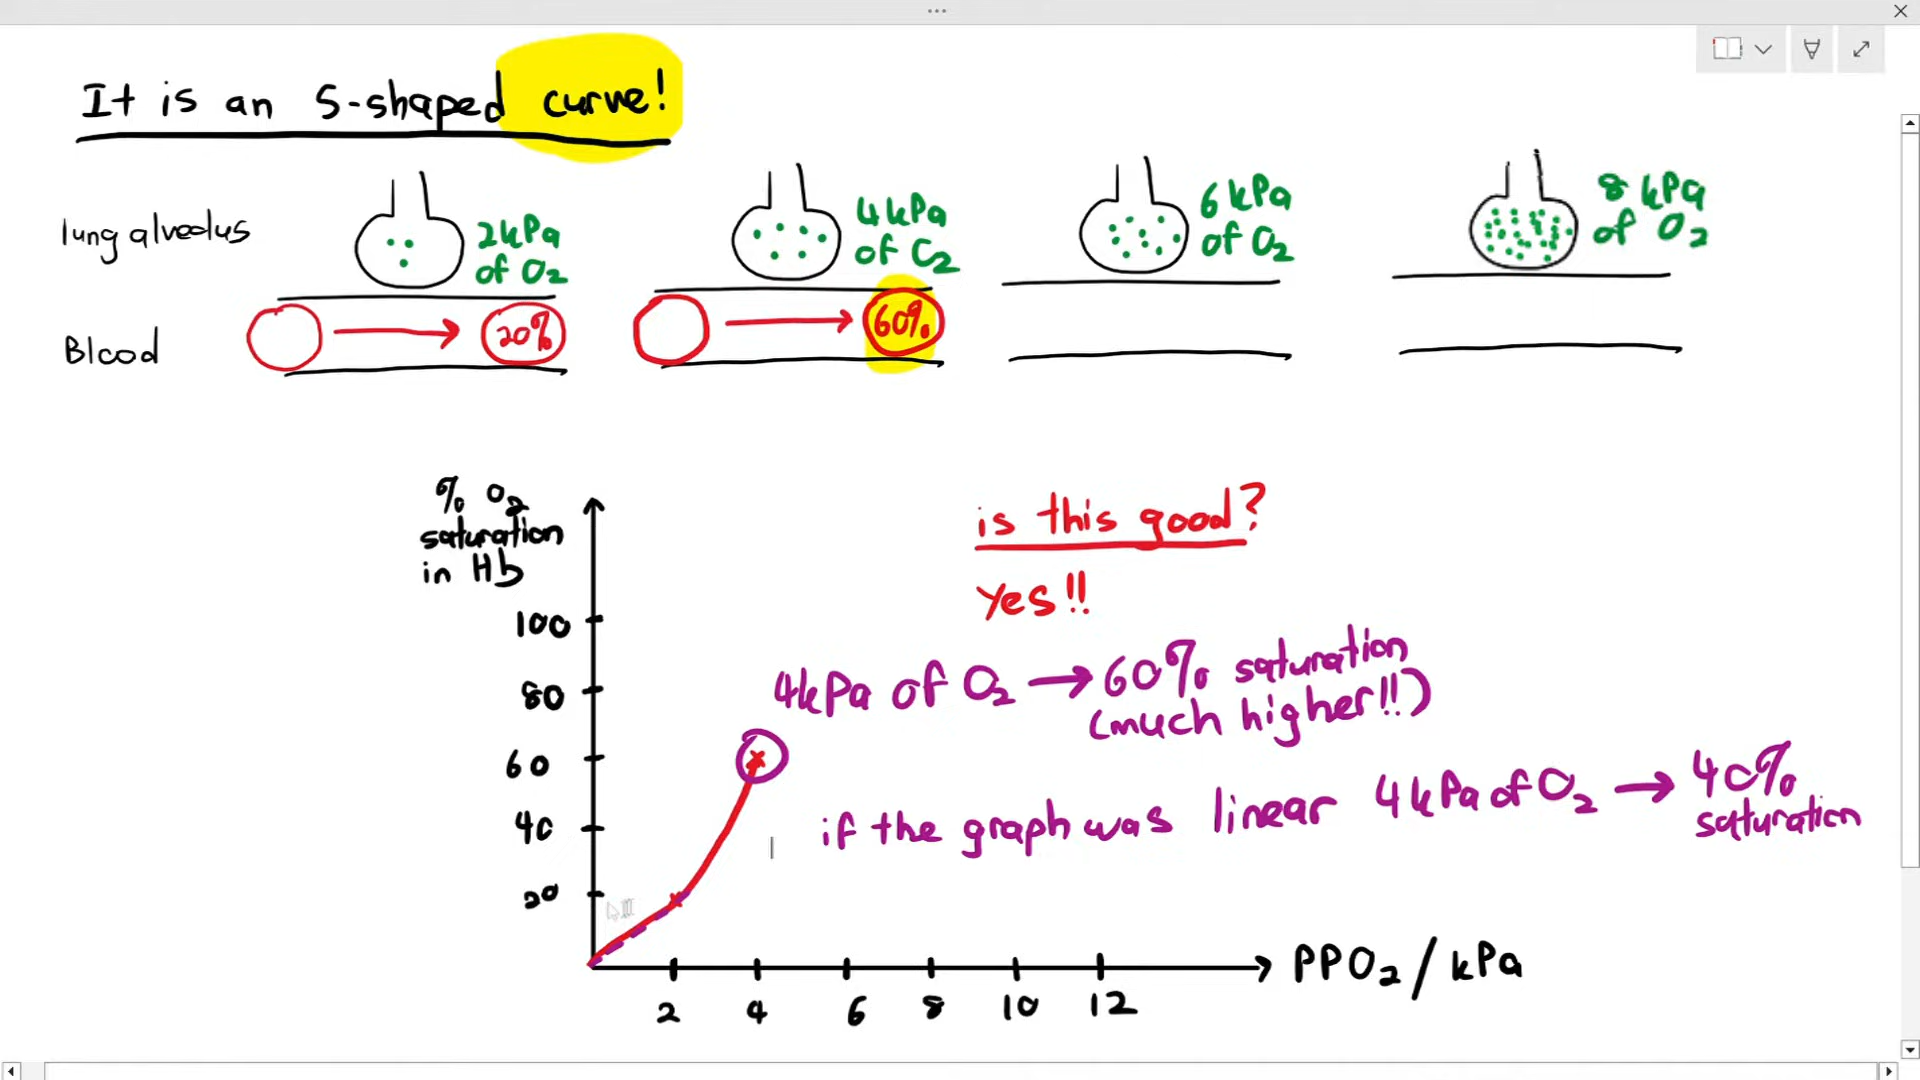 It is an S-shaped curve!
lung alveolus
2kPa
of O2
4kPa
of C2
6kPa
of O2
8 kPa
of O2
Blood
20%
60%
% O2
saturation
in Hb
100
80
60
40
20
is this good?
Yes!!
4kPa of O2 → 60% saturation
(much higher!!)
if the graph was linear 4kPa of O2 → 40%
saturation
2 4 6 8 10 12
PPO2/kPa